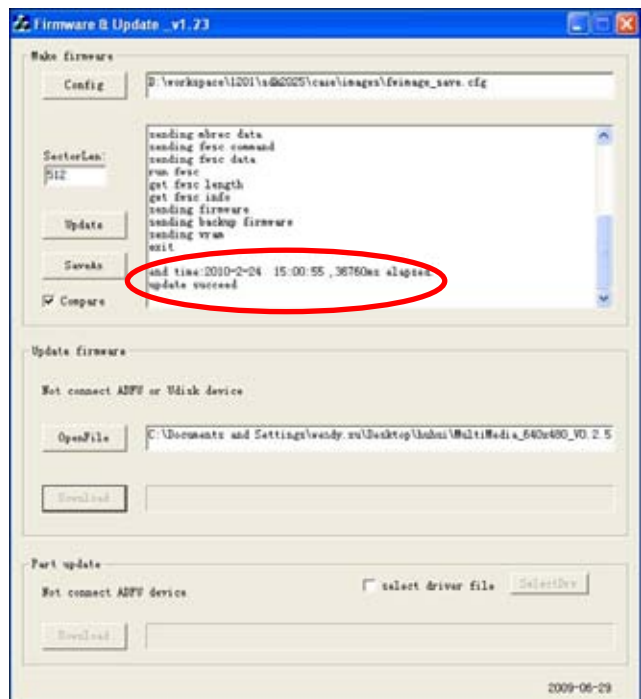 Firmware & Update _v1.23
Make firmware
Config
D:\workspace\1201\sdk2025\case\images\fwimage_save.cfg
sending mbrec data
sending fwsc command
sending fwsc data
run fwsc
get fwsc length
get fwsc info
sending firmware
sending backup firmware
sending vram
exit
end time:2010-2-24 15:00:55 ,36760ms elapsed
update succeed
SectorLen:
512
Update
SaveAs
Compare
Update firmware
Not connect ADFU or Udisk device
OpenFile
C:\Documents and Settings\wendy.xu\Desktop\huhui\MultiMedia_640x480_V0.2.5
Download
Part update
Not connect ADFU device
select driver file
SelectDrv
Download
2009-06-29